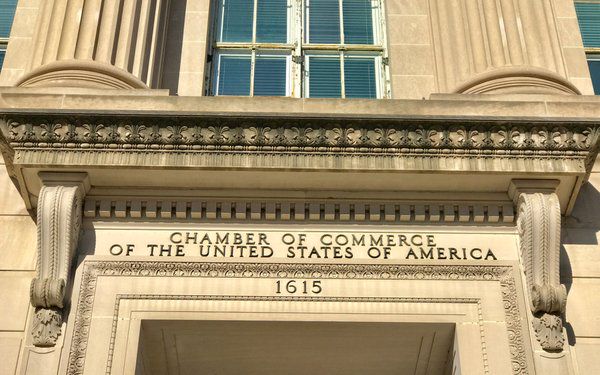 CHAMBER OF COMMERCE
OF THE UNITED STATES OF AMERICA
1615